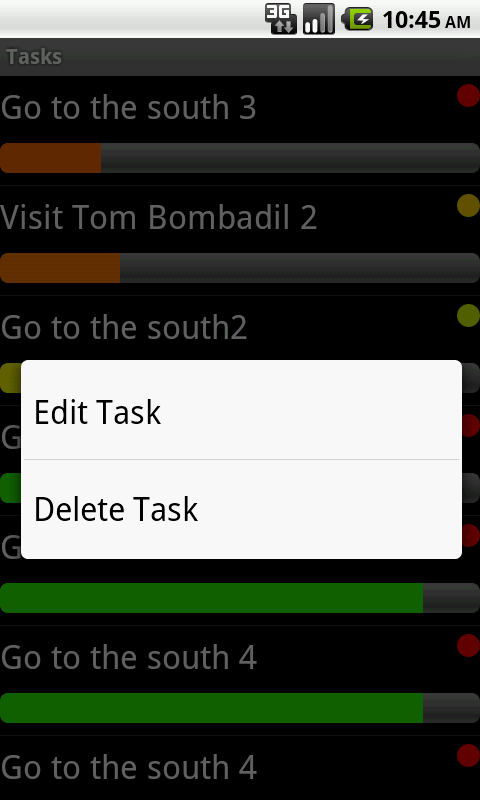 3G 10:45 AM
Tasks
Go to the south 3
Visit Tom Bombadil 2
Go to the south2
Edit Task
G
Delete Task
G
Go to the south 4
Go to the south 4